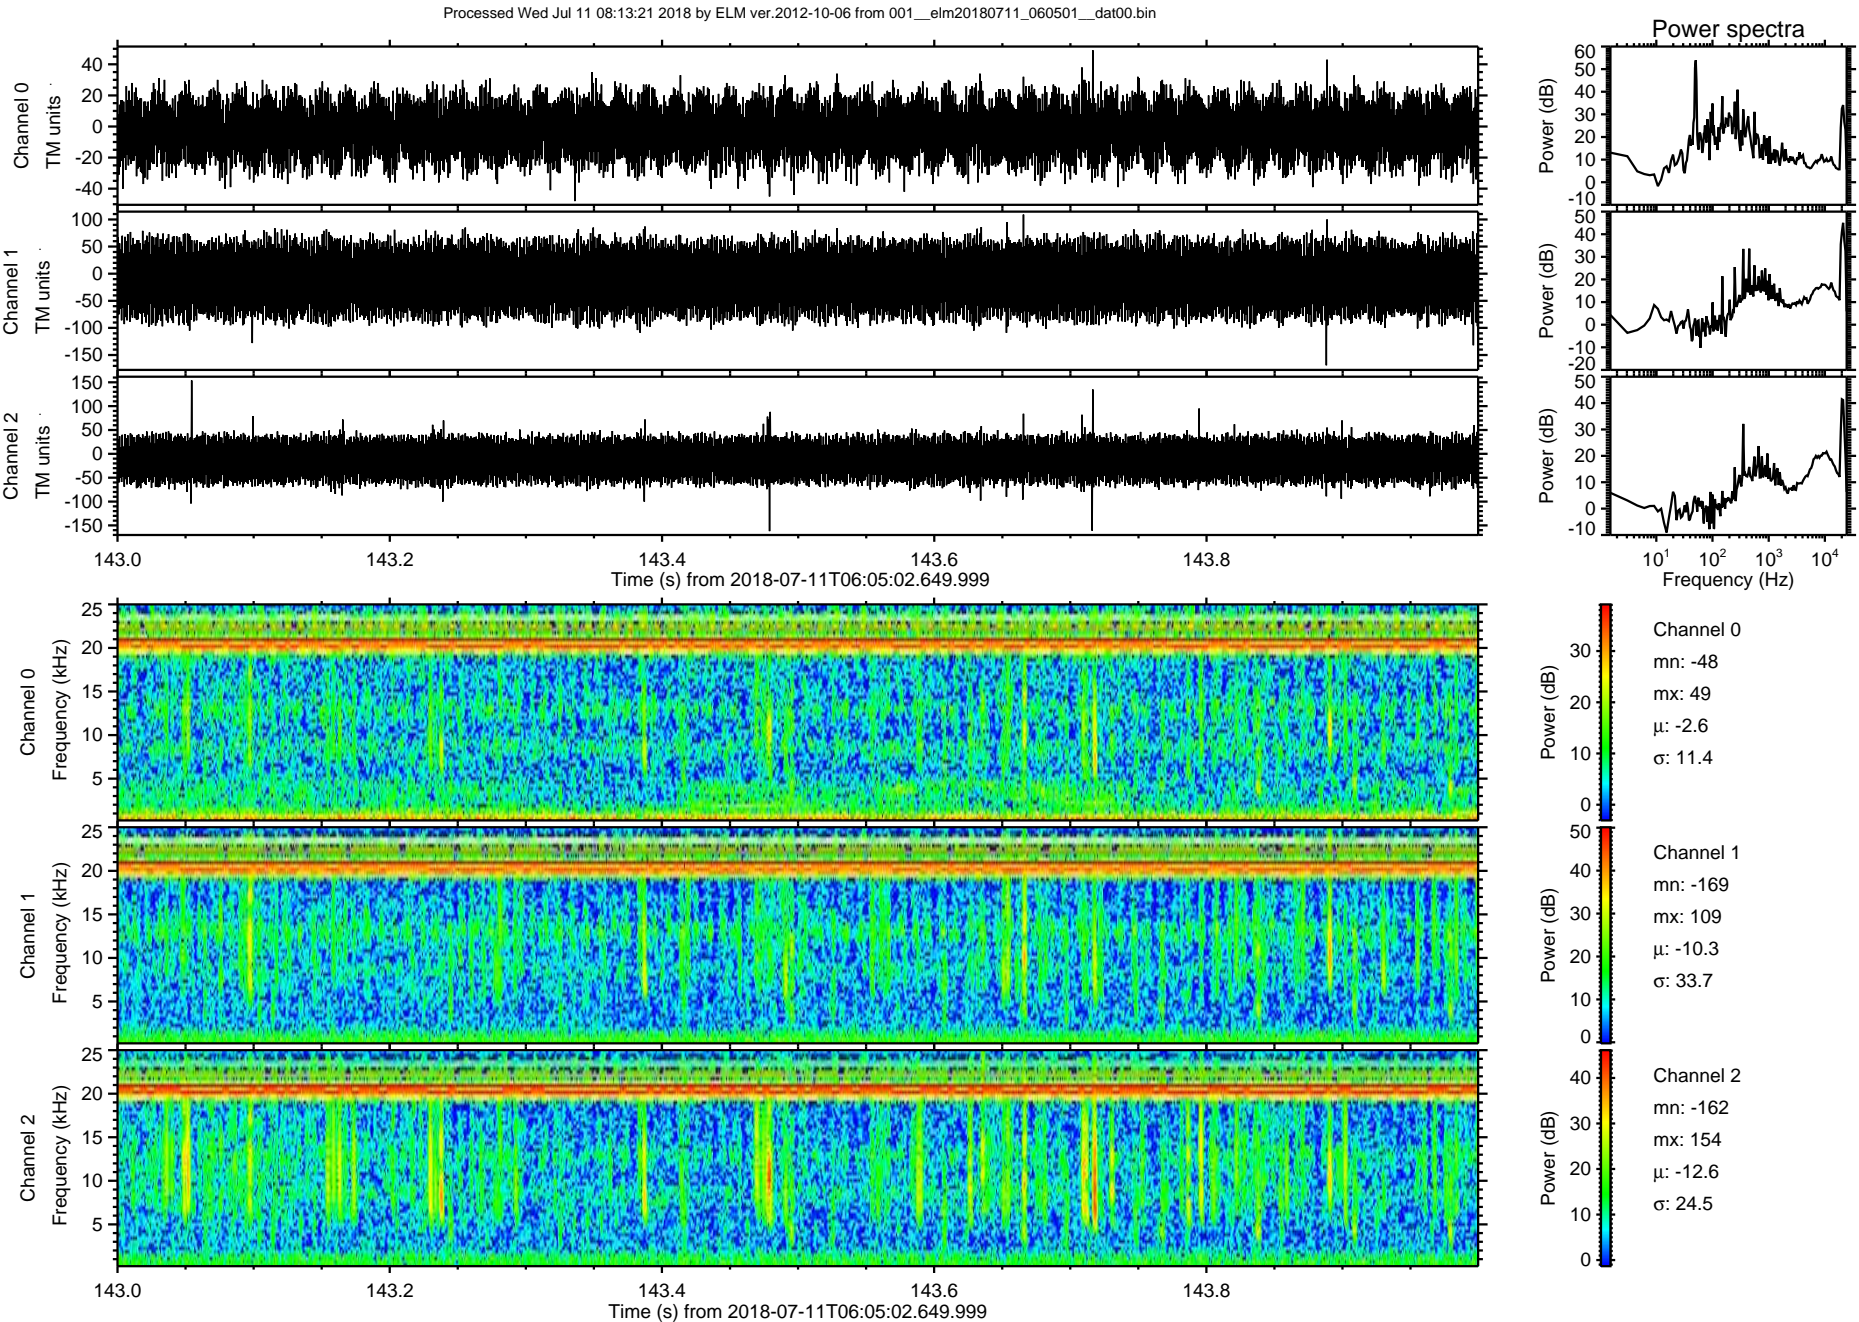 Processed Wed Jul 11 08:13:21 2018 by ELM ver.2012-10-06 from 001__elm20180711_060501__dat00.bin
Power spectra
Channel 0
TM units
40
20
0
-20
-40
Power (dB)
60
50
40
30
20
10
0
-10
Channel 1
TM units
100
50
0
-50
-100
-150
Power (dB)
50
40
30
20
10
0
-10
-20
Channel 2
TM units
150
100
50
0
-50
-100
-150
Power (dB)
50
40
30
20
10
0
-10
143.0 143.2 143.4 143.6 143.8
Time (s) from 2018-07-11T06:05:02.649.999
10^1 10^2 10^3 10^4
Frequency (Hz)
Channel 0
Frequency (kHz)
25
20
15
10
5
Power (dB)
30
20
10
0
Channel 0
mn: -48
mx: 49
μ: -2.6
σ: 11.4
Channel 1
Frequency (kHz)
25
20
15
10
5
Power (dB)
50
40
30
20
10
0
Channel 1
mn: -169
mx: 109
μ: -10.3
σ: 33.7
Channel 2
Frequency (kHz)
25
20
15
10
5
Power (dB)
40
30
20
10
0
Channel 2
mn: -162
mx: 154
μ: -12.6
σ: 24.5
143.0 143.2 143.4 143.6 143.8
Time (s) from 2018-07-11T06:05:02.649.999